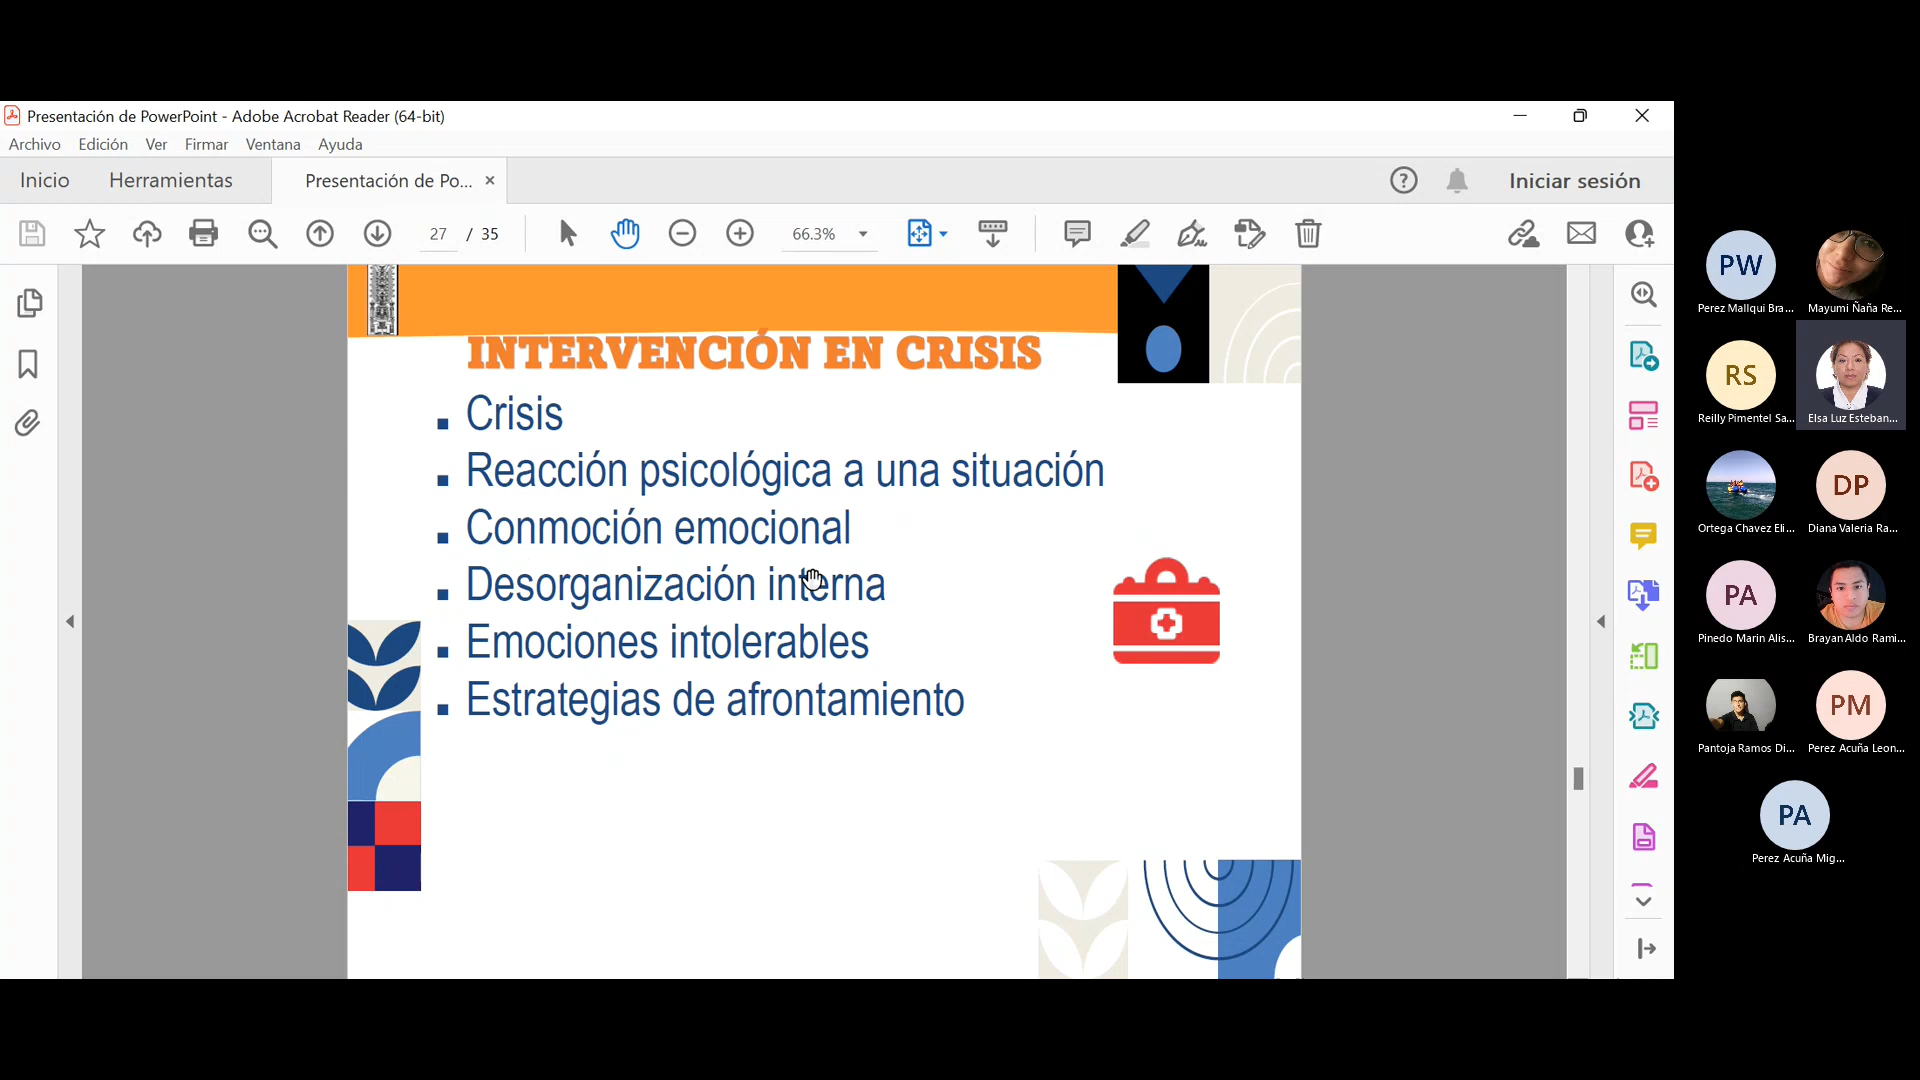 Presentación de PowerPoint - Adobe Acrobat Reader (64-bit)
Archivo Edición Ver Firmar Ventana Ayuda
Inicio Herramientas Presentación de Po... × Iniciar sesión
27 / 35 66.3%
INTERVENCIÓN EN CRISIS
Crisis
Reacción psicológica a una situación
Conmoción emocional
Desorganización interna
Emociones intolerables
Estrategias de afrontamiento
PW
Perez Mallqui Bra... Mayumi Ñaña Re...
RS
Reilly Pimentel Sa... Elsa Luz Esteban...
DP
Ortega Chavez Eli... Diana Valeria Ra...
PA
Pinedo Marin Alis... Brayan Aldo Rami...
PM
Pantoja Ramos Di... Perez Acuña Leon...
PA
Perez Acuña Mig...